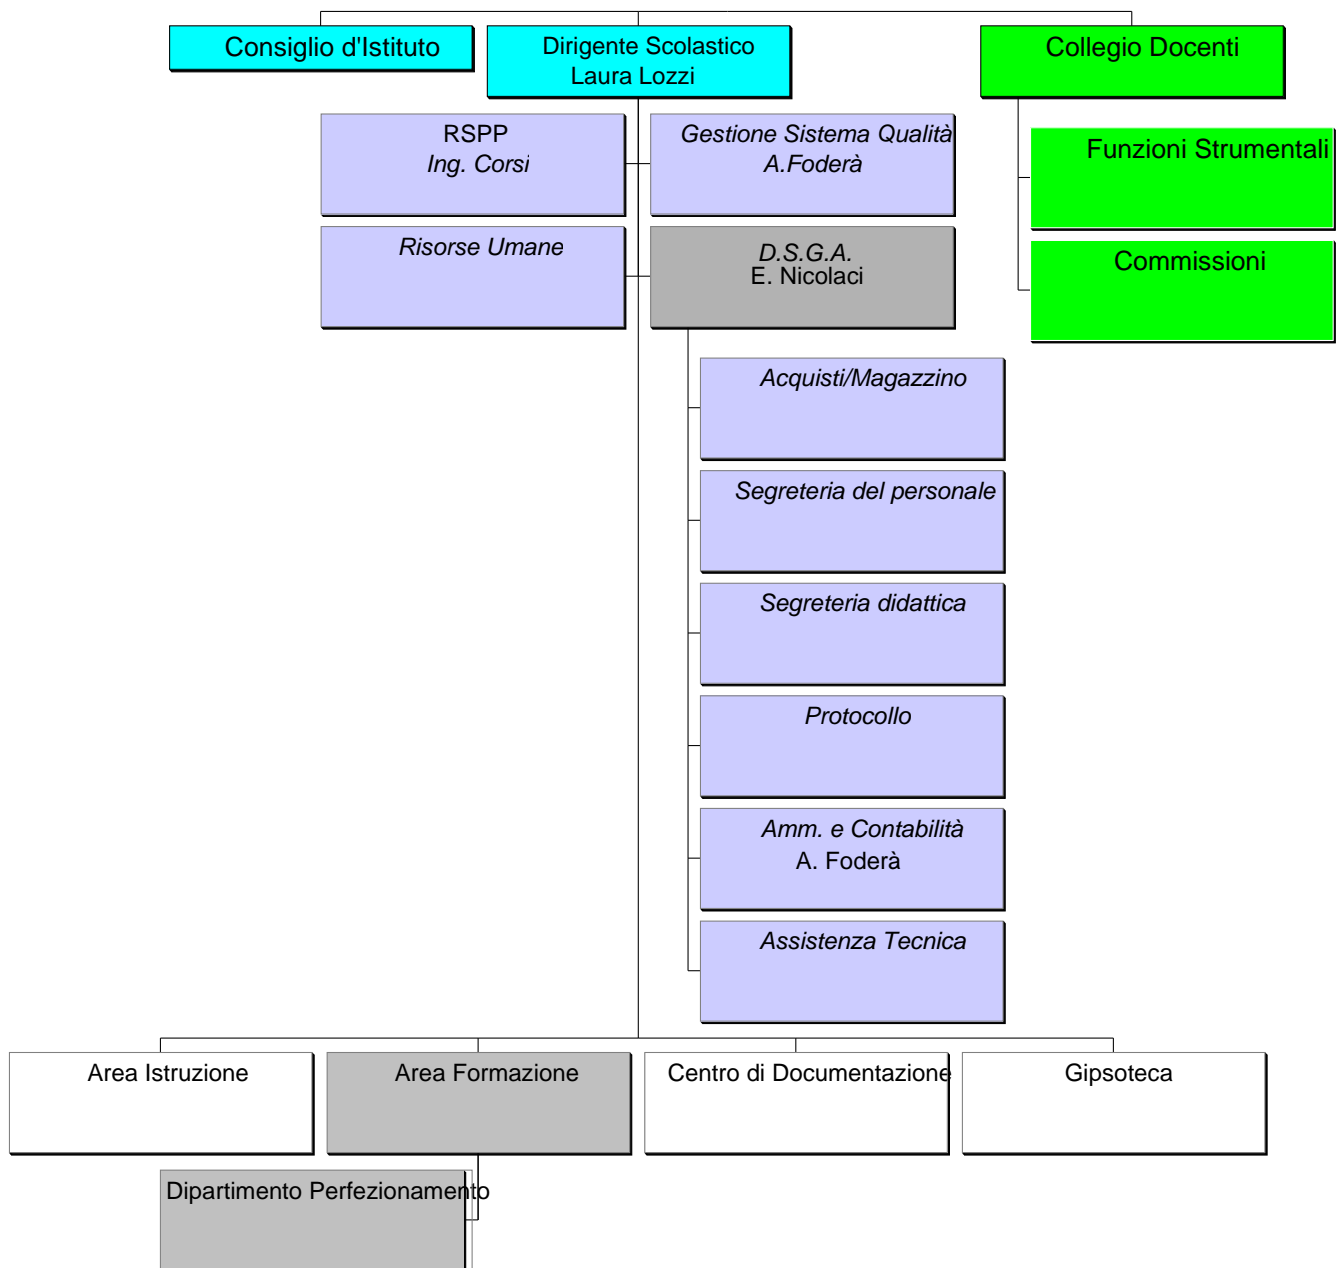 Consiglio d'Istituto
Dirigente Scolastico
Laura Lozzi
Collegio Docenti
RSPP
Ing. Corsi
Gestione Sistema Qualità
A.Foderà
Funzioni Strumentali
Risorse Umane
D.S.G.A.
E. Nicolaci
Commissioni
Acquisti/Magazzino
Segreteria del personale
Segreteria didattica
Protocollo
Amm. e Contabilità
A. Foderà
Assistenza Tecnica
Area Istruzione
Area Formazione
Centro di Documentazione
Gipsoteca
Dipartimento Perfezionamento